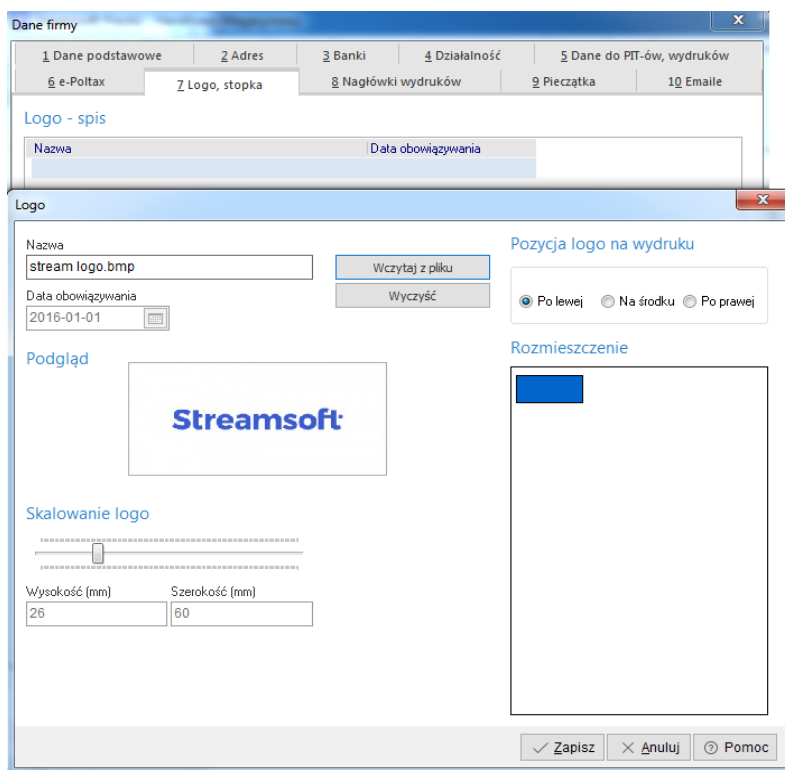 Dane firmy
1 Dane podstawowe 2 Adres 3 Banki 4 Działalność 5 Dane do PIT-ów, wydruków
6 e-Poltax 7 Logo, stopka 8 Nagłówki wydruków 9 Pieczątka 10 Emaile
Logo - spis
Nazwa Data obowiązywania
Logo
Nazwa
stream logo.bmp
Wczytaj z pliku
Data obowiązywania
Wyczyść
2016-01-01
Pozycja logo na wydruku
Po lewej Na środku Po prawej
Podgląd
Streamsoft
Rozmieszczenie
Skalowanie logo
Wysokość (mm) Szerokość (mm)
26 60
Zapisz Anuluj Pomoc